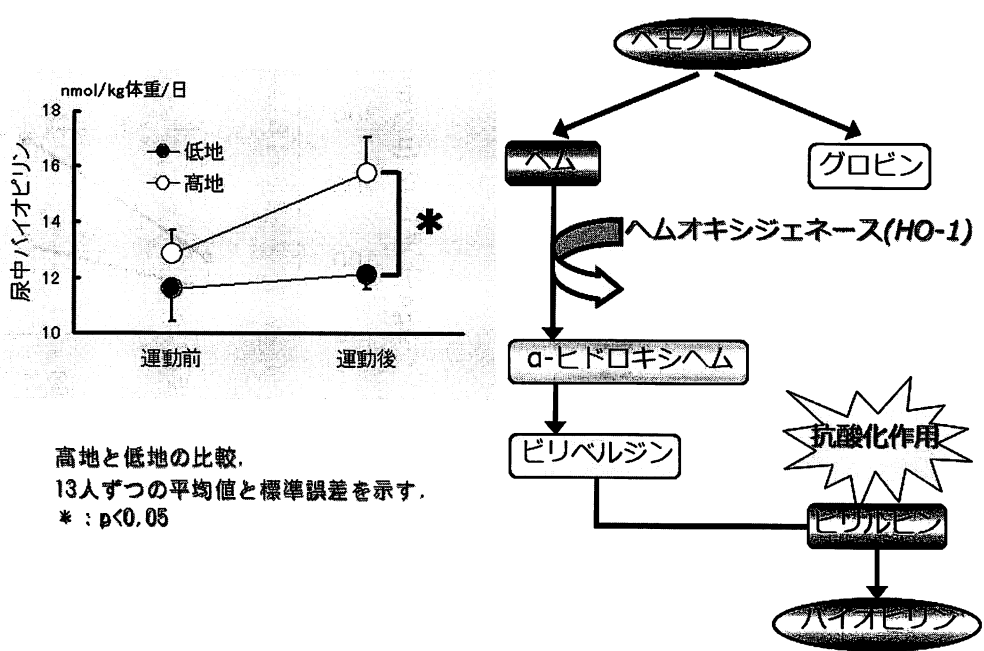 nmol/kg体重/日
尿中バイオピリン
18
16
14
12
10
低地
高地
*
運動前
運動後
高地と低地の比較.
13人ずつの平均値と標準誤差を示す.
* : p<0.05
ヘモグロビン
ヘム
グロビン
ヘムオキシジェネース(HO-1)
α-ヒドロキシヘム
ビリベルジン
抗酸化作用
ビリルビン
バイオピリン